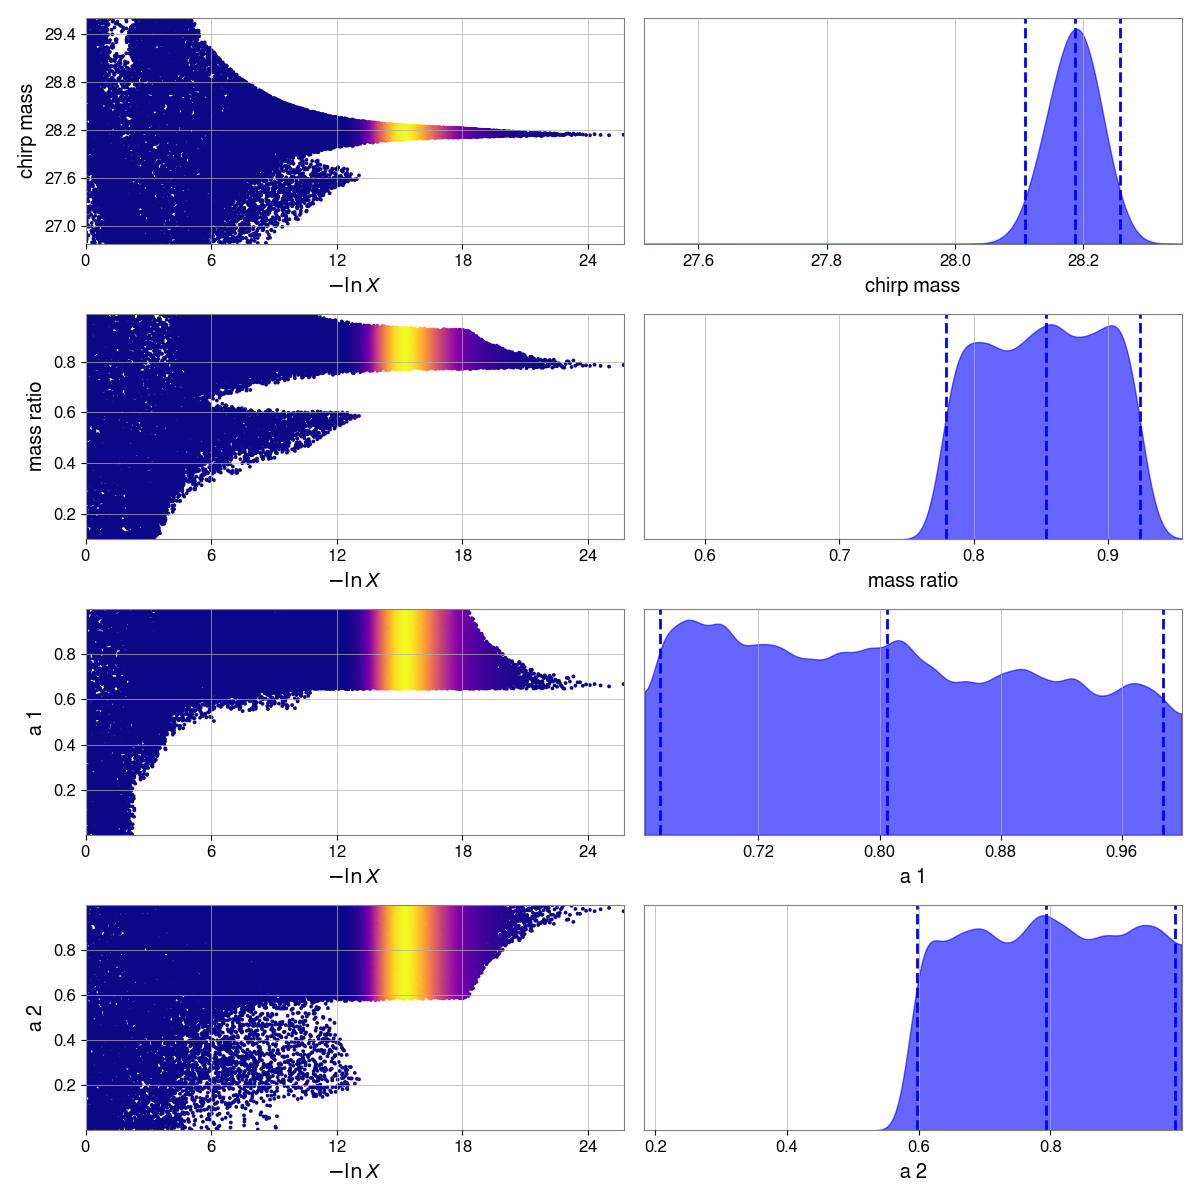 29.4
28.8
28.2
27.6
27.0
chirp mass
0 6 12 18 24
−ln X
27.6 27.8 28.0 28.2
chirp mass
0.8
0.6
0.4
0.2
mass ratio
0 6 12 18 24
−ln X
0.6 0.7 0.8 0.9
mass ratio
0.8
0.6
0.4
0.2
a 1
0 6 12 18 24
−ln X
0.72 0.80 0.88 0.96
a 1
0.8
0.6
0.4
0.2
a 2
0 6 12 18 24
−ln X
0.2 0.4 0.6 0.8
a 2